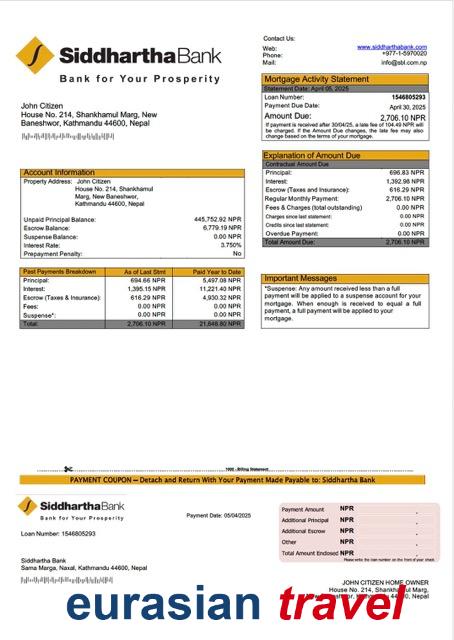 SiddharthaBank
Bank for Your Prosperity
Contact Us:
Web: www.siddharthabank.com
Phone: +977-1-5970020
Mail: info@sbl.com.np
Mortgage Activity Statement
Statement Date: April 05, 2025
Loan Number: 1546805293
Payment Due Date: April 30, 2025
Amount Due: 2,706.10 NPR
If payment is received after 30/04/25, a late fee of 104.49 NPR will
be charged. If the Amount Due changes, the late fee may also
change based on the terms of your mortgage.
John Citizen
House No. 214, Shankhamul Marg, New
Baneshwor, Kathmandu 44600, Nepal
Account Information
Property Address: John Citizen
House No. 214, Shankhamul
Marg, New Baneshwor,
Kathmandu 44600, Nepal
Unpaid Principal Balance: 445,752.92 NPR
Escrow Balance: 6,779.19 NPR
Suspense Balance: 0.00 NPR
Interest Rate: 3.750%
Prepayment Penalty: No
Explanation of Amount Due
Contractual Amount Due
Principal: 696.83 NPR
Interest: 1,392.98 NPR
Escrow (Taxes and Insurance): 616.29 NPR
Regular Monthly Payment: 2,706.10 NPR
Fees & Charges (total outstanding) 0.00 NPR
Charges since last statement: 0.00 NPR
Credits since last statement: 0.00 NPR
Overdue Payment: 0.00 NPR
Total Amount Due: 2,706.10 NPR
Past Payments Breakdown As of Last Stmt Paid Year to Date
Principal: 694.66 NPR 5,497.08 NPR
Interest: 1,395.15 NPR 11,221.40 NPR
Escrow (Taxes & Insurance): 616.29 NPR 4,930.32 NPR
Fees: 0.00 NPR 0.00 NPR
Suspense*: 0.00 NPR 0.00 NPR
Total: 2,706.10 NPR 21,648.80 NPR
Important Messages
*Suspense: Any amount received less than a full
payment will be applied to a suspense account for your
mortgage. When enough is received to equal a full
payment, a full payment will be applied to your
mortgage.
1000 - Billing Statement
PAYMENT COUPON – Detach and Return With Your Payment Made Payable to: Siddhartha Bank
SiddharthaBank
Bank for Your Prosperity
Payment Date: 05/04/2025
Loan Number: 1546805293
Payment Amount NPR .
Additional Principal NPR .
Additional Escrow NPR .
Other NPR .
Total Amount Enclosed NPR .
Please write the loan number on the front of your check.
Siddhartha Bank
Sama Marga, Naxal, Kathmandu 44600, Nepal
JOHN CITIZEN HOME OWNER
House No. 214, Shankhamul Marg,
New
eurasian travel